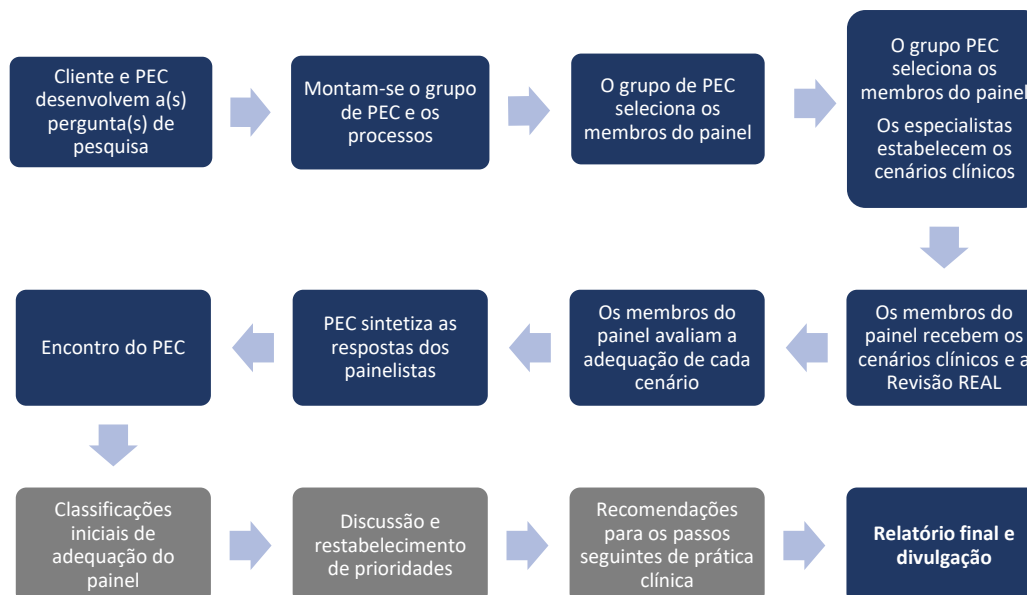 Cliente e PEC
desenvolvem a(s)
pergunta(s) de
pesquisa
Montam-se o grupo
de PEC e os
processos
O grupo de PEC
seleciona os
membros do painel
O grupo PEC
seleciona os
membros do painel
Os especialistas
estabelecem os
cenários clínicos
Encontro do PEC
PEC sintetiza as
respostas dos
painelistas
Os membros do
painel avaliam a
adequação de cada
cenário
Os membros do
painel recebem os
cenários clínicos e a
Revisão REAL
Classificações
iniciais de
adequação do
painel
Discussão e
restabelecimento
de prioridades
Recomendações
para os passos
seguintes de prática
clínica
Relatório final e
divulgação